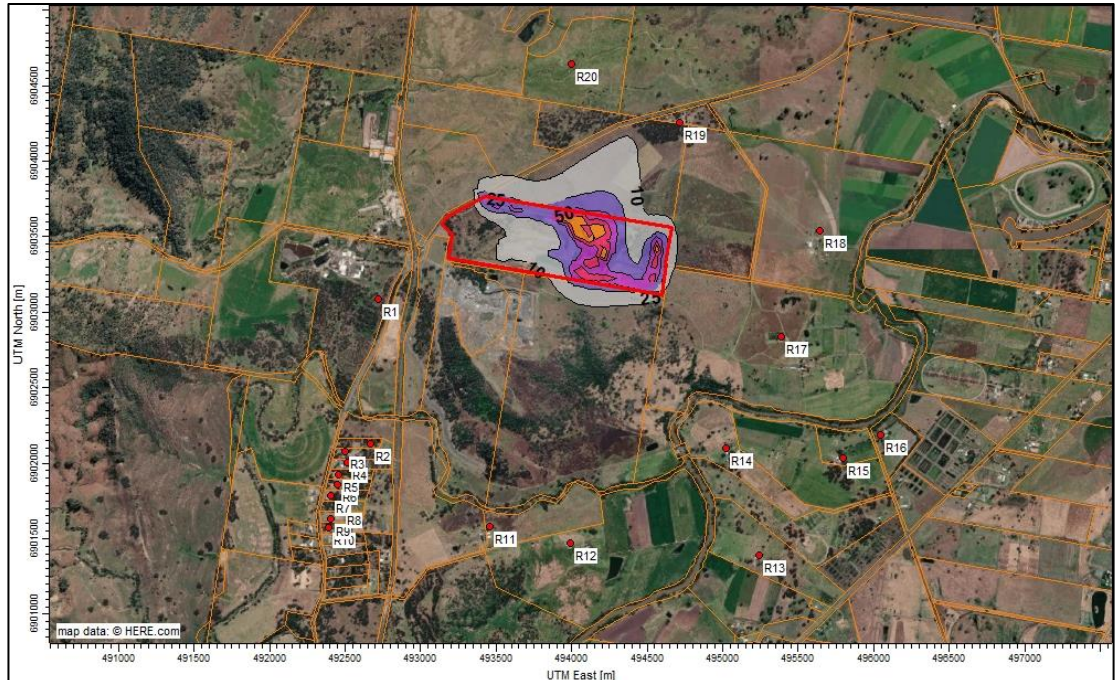 R20
6904500
R19
6904000
25
10
50
6903500
R18
10
25
R1
6903000
R17
6902500
R2
R16
R3
R14
R15
6902000
R4
R5
R6
R7
R8
R9
R11
6901500
R10
R12
R13
6901000
UTM North [m]
map data: © HERE.com
491000 491500 492000 492500 493000 493500 494000 494500 495000 495500 496000 496500 497000
UTM East [m]